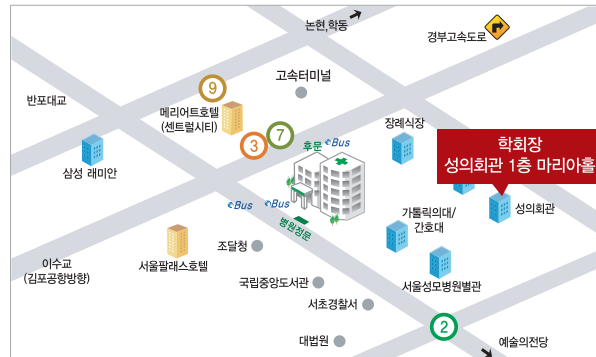 논현,학동
경부고속도로
9
고속터미널
반포대교
메리어트호텔
(센트럴시티)
7
3
장례식장
학회장
성의회관 1층 마리아홀
삼성 래미안
후문
Bus
Bus
Bus
병원정문
성의회관
가톨릭의대/
간호대
조달청
이수교
(김포공항방향)
서울팔래스호텔
국립중앙도서관
서울성모병원별관
서초경찰서
2
대법원
예술의전당